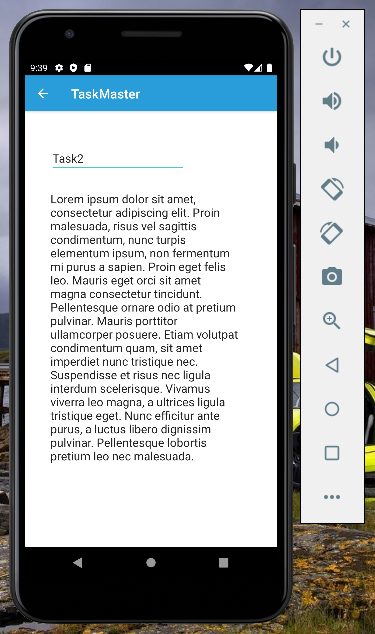 9:39
TaskMaster
Task2
Lorem ipsum dolor sit amet,
consectetur adipiscing elit. Proin
malesuada, risus vel sagittis
condimentum, nunc turpis
elementum ipsum, non fermentum
mi purus a sapien. Proin eget felis
leo. Mauris eget orci sit amet
magna consectetur tincidunt.
Pellentesque ornare odio at pretium
pulvinar. Mauris porttitor
ullamcorper posuere. Etiam volutpat
condimentum quam, sit amet
imperdiet nunc tristique nec.
Suspendisse et risus nec ligula
interdum scelerisque. Vivamus
viverra leo magna, a ultrices ligula
tristique eget. Nunc efficitur ante
purus, a luctus libero dignissim
pulvinar. Pellentesque lobortis
pretium leo nec malesuada.